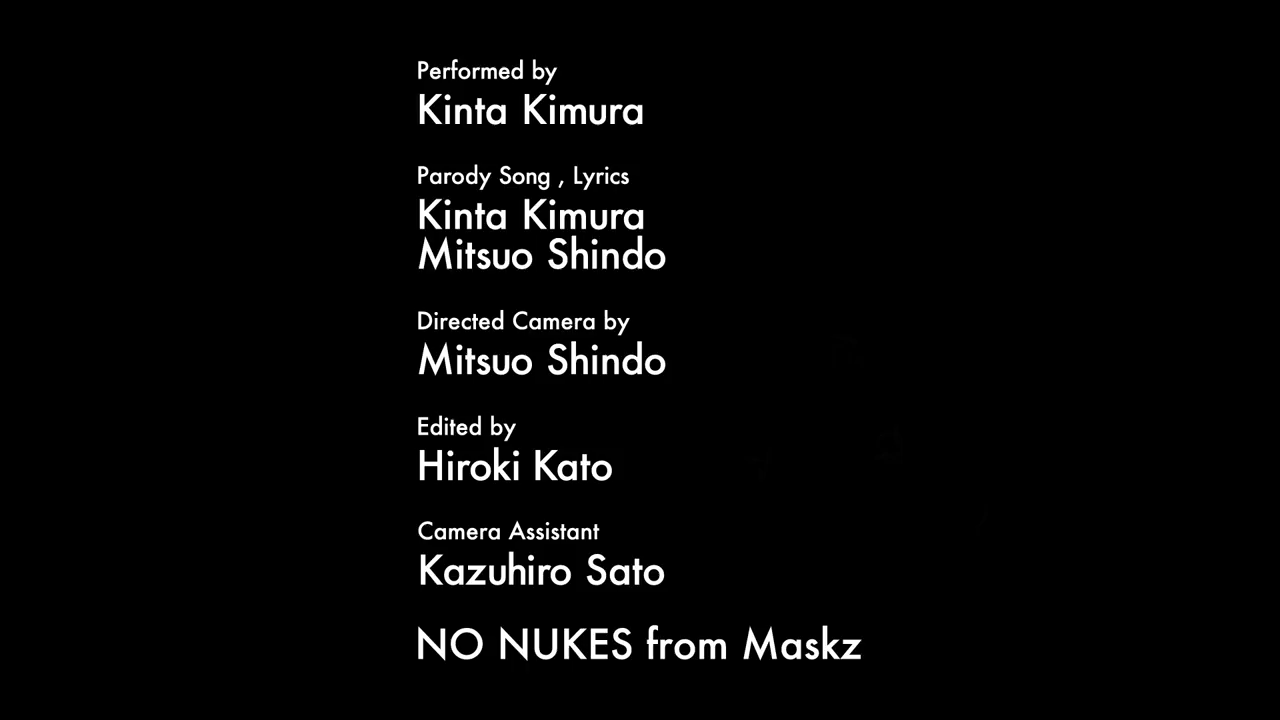 Performed by
Kinta Kimura
Parody Song , Lyrics
Kinta Kimura
Mitsuo Shindo
Directed Camera by
Mitsuo Shindo
Edited by
Hiroki Kato
Camera Assistant
Kazuhiro Sato
NO NUKES from Maskz